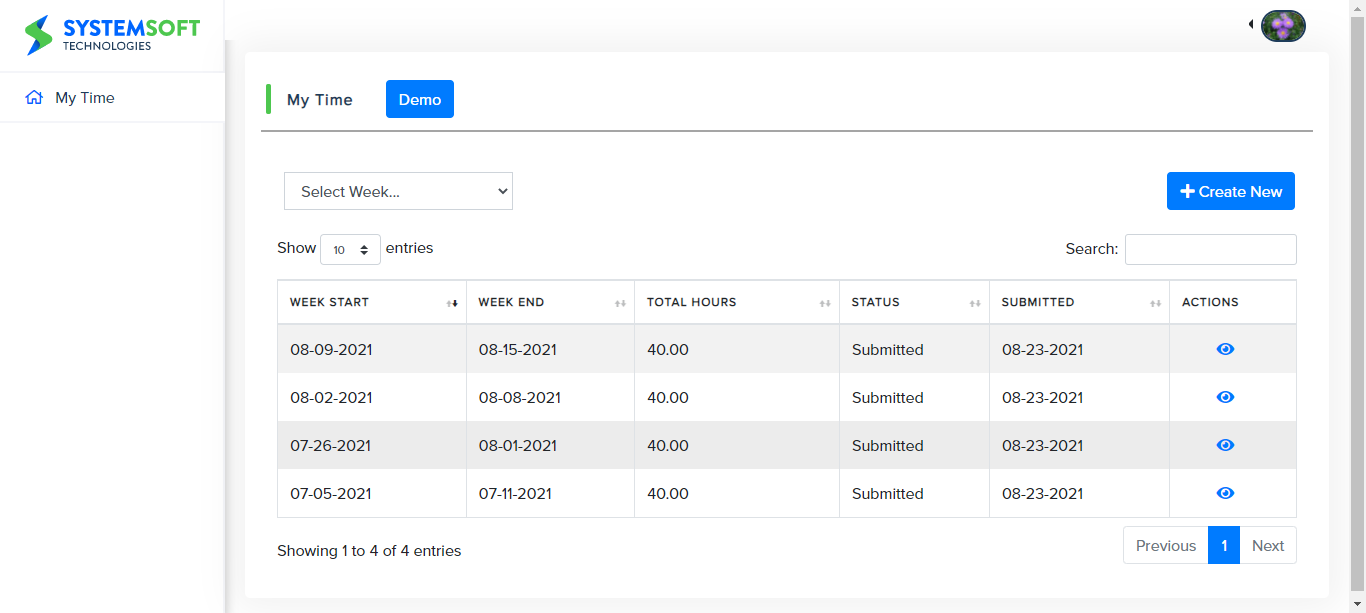 SYSTEMSOFT
TECHNOLOGIES
My Time
My Time Demo
Select Week...
Create New
Show 10 entries Search:
WEEK START WEEK END TOTAL HOURS STATUS SUBMITTED ACTIONS
08-09-2021 08-15-2021 40.00 Submitted 08-23-2021
08-02-2021 08-08-2021 40.00 Submitted 08-23-2021
07-26-2021 08-01-2021 40.00 Submitted 08-23-2021
07-05-2021 07-11-2021 40.00 Submitted 08-23-2021
Showing 1 to 4 of 4 entries
Previous 1 Next